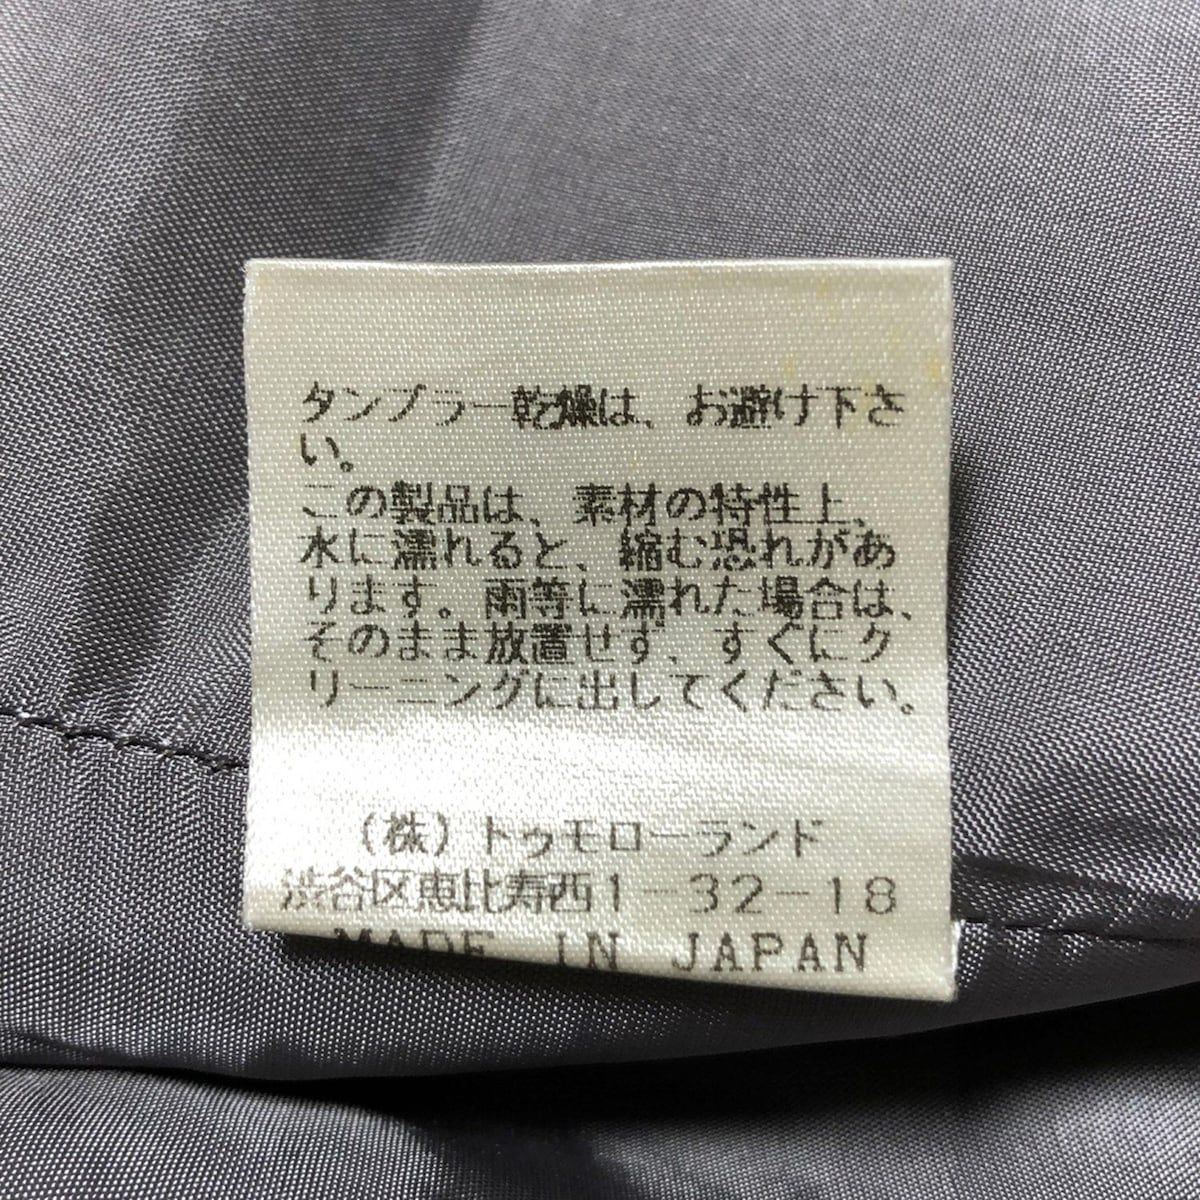 タンブラー乾燥は、お避け下さ
い。
この製品は、素材の特性上、
水に濡れると、縮む恐れがあ
ります。雨等に濡れた場合は、
そのまま放置せず、すぐにク
リーニングに出してください。
(株)トゥモローランド
渋谷区恵比寿西1-32-18
MADE IN JAPAN